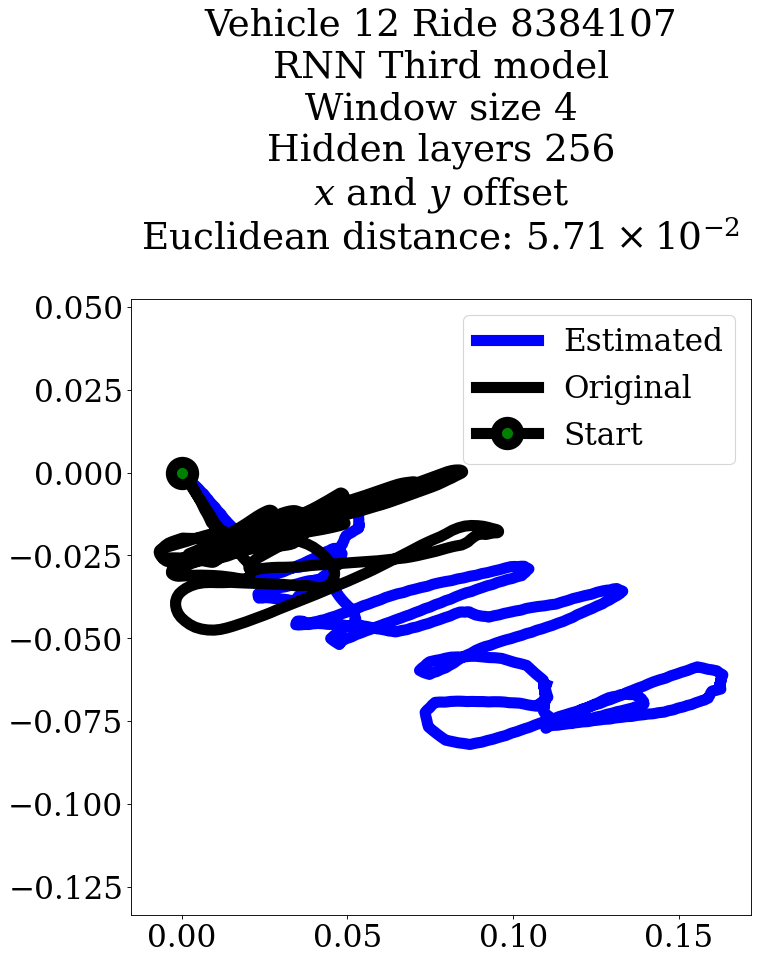 Vehicle 12 Ride 8384107
RNN Third model
Window size 4
Hidden layers 256
x and y offset
Euclidean distance: 5.71 × 10⁻²
Estimated
Original
Start
0.050
0.025
0.000
−0.025
−0.050
−0.075
−0.100
−0.125
0.00 0.05 0.10 0.15